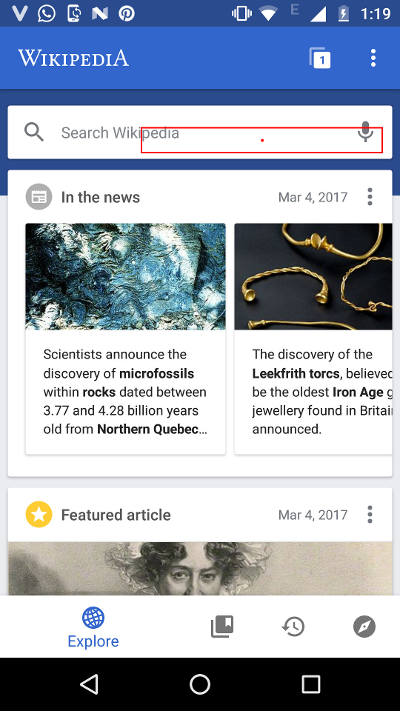 1:19
WIKIPEDIA
1
Search Wikipedia
In the news
Mar 4, 2017
Scientists announce the
discovery of microfossils
within rocks dated between
3.77 and 4.28 billion years
old from Northern Quebec...
The discovery of the
Leekfrith torcs, believed
be the oldest Iron Age g
jewellery found in Britai
announced.
Featured article
Mar 4, 2017
Explore